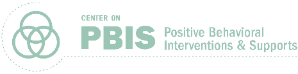 CENTER ON
PBIS
Positive Behavioral
Interventions & Supports